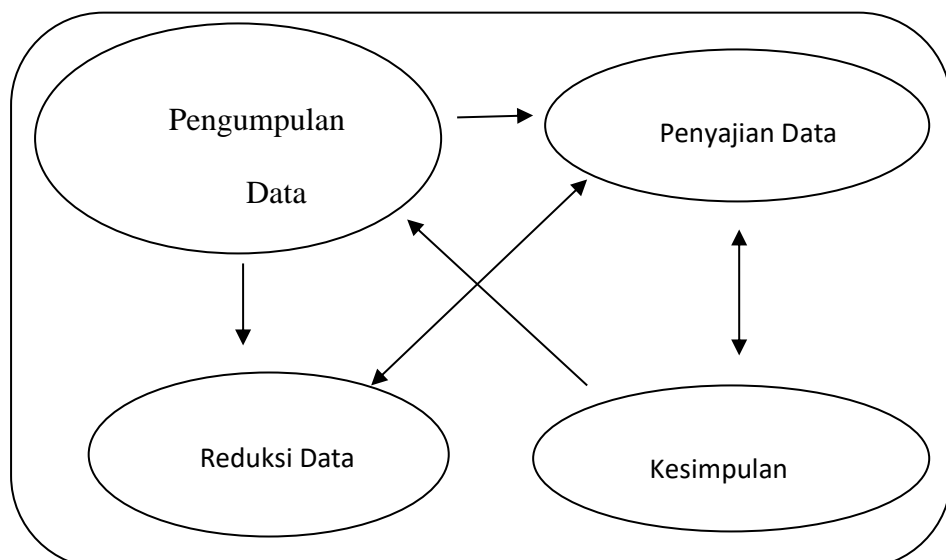 Pengumpulan
Data
Penyajian Data
Reduksi Data
Kesimpulan